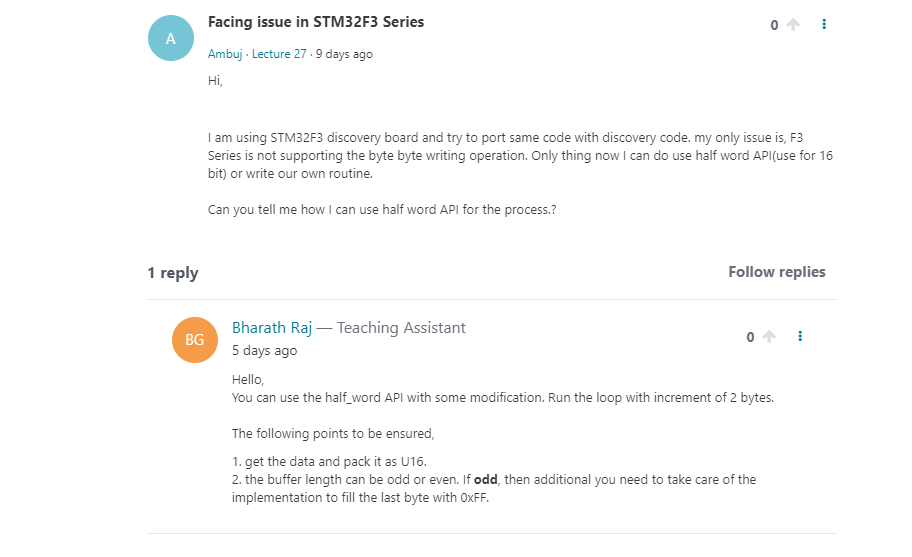 A
Facing issue in STM32F3 Series
0
Ambuj · Lecture 27 · 9 days ago
Hi,
I am using STM32F3 discovery board and try to port same code with discovery code. my only issue is, F3
Series is not supporting the byte byte writing operation. Only thing now I can do use half word API(use for 16
bit) or write our own routine.
Can you tell me how I can use half word API for the process.?
1 reply
Follow replies
BG
Bharath Raj — Teaching Assistant
0
5 days ago
Hello,
You can use the half_word API with some modification. Run the loop with increment of 2 bytes.
The following points to be ensured,
1. get the data and pack it as U16.
2. the buffer length can be odd or even. If odd, then additional you need to take care of the
implementation to fill the last byte with 0xFF.